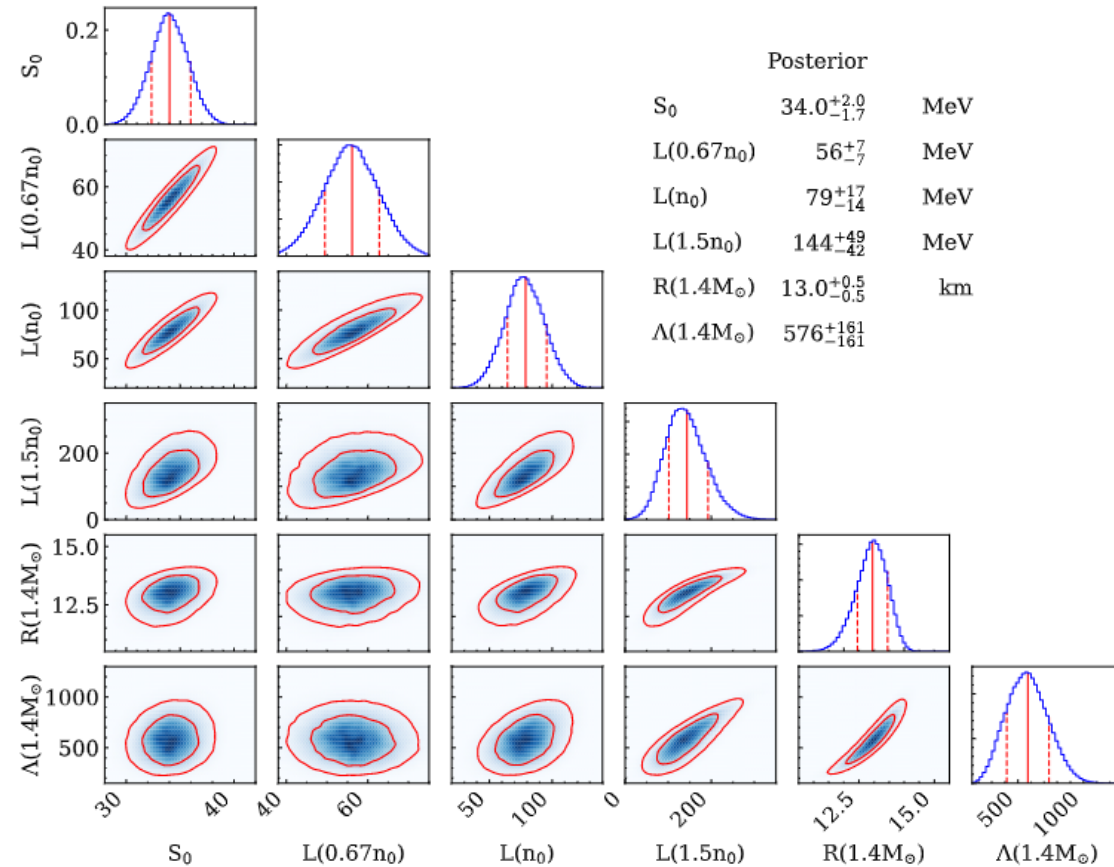 Posterior
S₀ 34.0⁺²·⁰₋₁.₇ MeV
L(0.67n₀) 56⁺⁷₋₇ MeV
L(n₀) 79⁺¹⁷₋₁₄ MeV
L(1.5n₀) 144⁺⁴⁹₋₄₂ MeV
R(1.4M⊙) 13.0⁺⁰·⁵₋₀.₅ km
Λ(1.4M⊙) 576⁺¹⁶¹₋₁₆₁
S₀
0.2
0.0
L(0.67n₀)
60
40
L(n₀)
100
50
L(1.5n₀)
200
0
R(1.4M⊙)
15.0
12.5
Λ(1.4M⊙)
1000
500
30 40 40 60 50 100 0 200 12.5 15.0 500 1000
S₀ L(0.67n₀) L(n₀) L(1.5n₀) R(1.4M⊙) Λ(1.4M⊙)